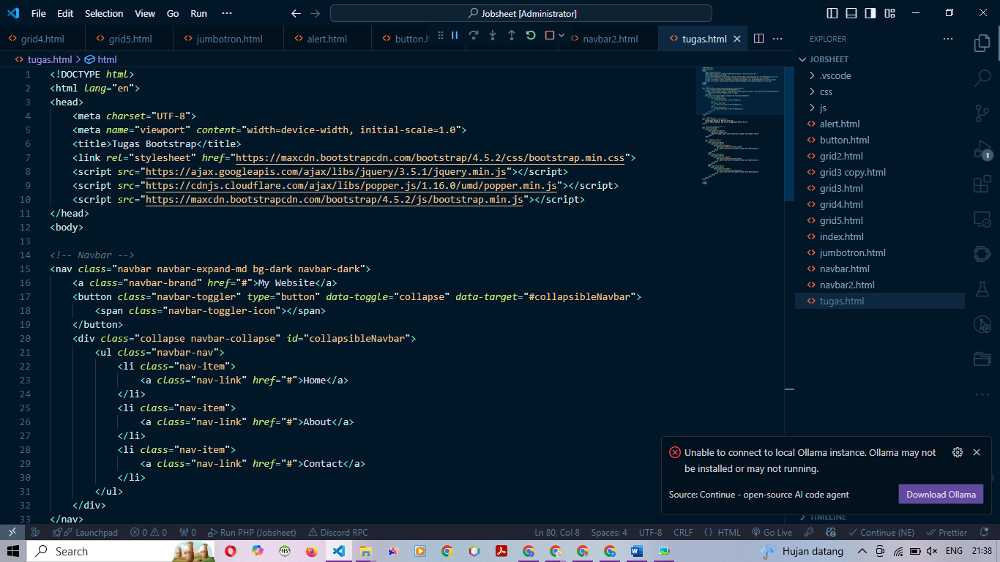 File Edit Selection View Go Run ··· Jobsheet [Administrator]
grid4.html grid5.html jumbotron.html alert.html button.h navbar2.html tugas.html
tugas.html > html
1 <!DOCTYPE html>
2 <html lang="en">
3 <head>
4 <meta charset="UTF-8">
5 <meta name="viewport" content="width=device-width, initial-scale=1.0">
6 <title>Tugas Bootstrap</title>
7 <link rel="stylesheet" href="https://maxcdn.bootstrapcdn.com/bootstrap/4.5.2/css/bootstrap.min.css">
8 <script src="https://ajax.googleapis.com/ajax/libs/jquery/3.5.1/jquery.min.js"></script>
9 <script src="https://cdnjs.cloudflare.com/ajax/libs/popper.js/1.16.0/umd/popper.min.js"></script>
10 <script src="https://maxcdn.bootstrapcdn.com/bootstrap/4.5.2/js/bootstrap.min.js"></script>
11 </head>
12 <body>
13
14 <!-- Navbar -->
15 <nav class="navbar navbar-expand-md bg-dark navbar-dark">
16 <a class="navbar-brand" href="#">My Website</a>
17 <button class="navbar-toggler" type="button" data-toggle="collapse" data-target="#collapsibleNavbar">
18 <span class="navbar-toggler-icon"></span>
19 </button>
20 <div class="collapse navbar-collapse" id="collapsibleNavbar">
21 <ul class="navbar-nav">
22 <li class="nav-item">
23 <a class="nav-link" href="#">Home</a>
24 </li>
25 <li class="nav-item">
26 <a class="nav-link" href="#">About</a>
27 </li>
28 <li class="nav-item">
29 <a class="nav-link" href="#">Contact</a>
30 </li>
31 </ul>
32 </div>
33 </nav>
EXPLORER
JOBSHEET
.vscode
css
js
alert.html
button.html
grid2.html
grid3 copy.html
grid3.html
grid4.html
grid5.html
index.html
jumbotron.html
navbar.html
navbar2.html
tugas.html
1
Unable to connect to local Ollama instance. Ollama may not
be installed or may not running.
Source: Continue - open-source AI code agent Download Ollama
TIMELINE
Launchpad 0 0 0 Run PHP (Jobsheet) Discord RPC Ln 80, Col 8 Spaces: 4 UTF-8 CRLF { } HTML Go Live Continue (NE) Prettier
Search Hujan datang ENG 21:38